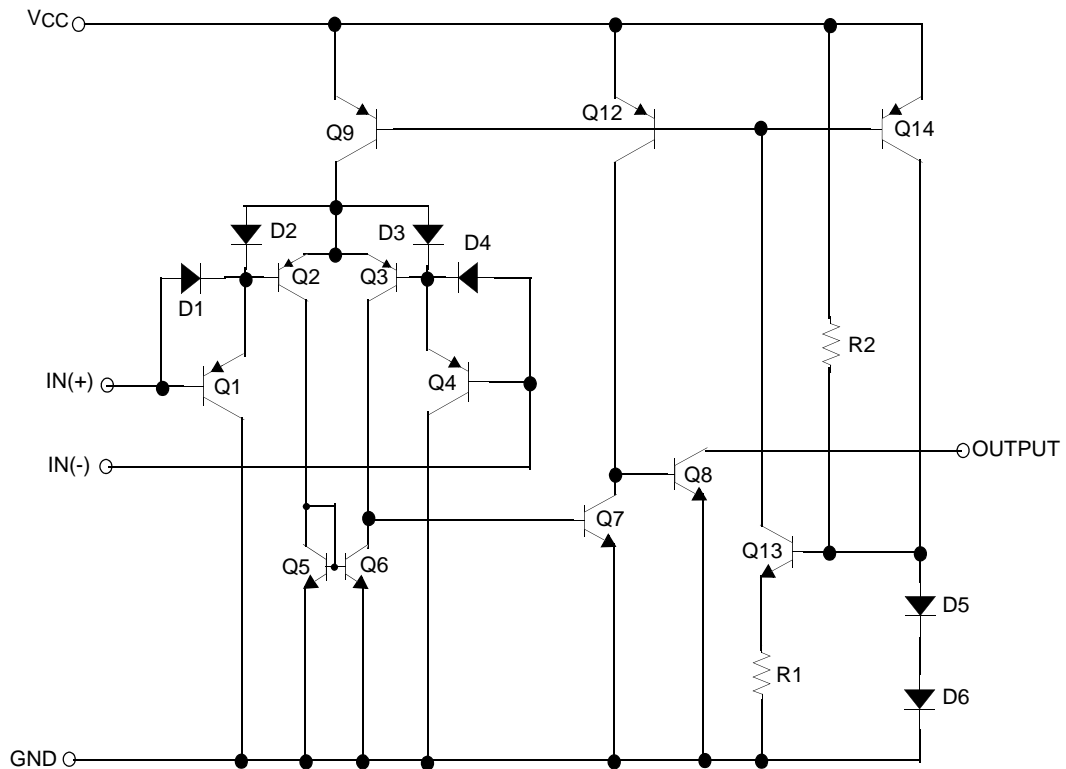 VCC
Q9
Q12
Q14
D2
D3
D4
Q2
Q3
D1
R2
IN(+)
Q1
Q4
IN(-)
OUTPUT
Q8
Q7
Q13
Q5
Q6
D5
R1
D6
GND